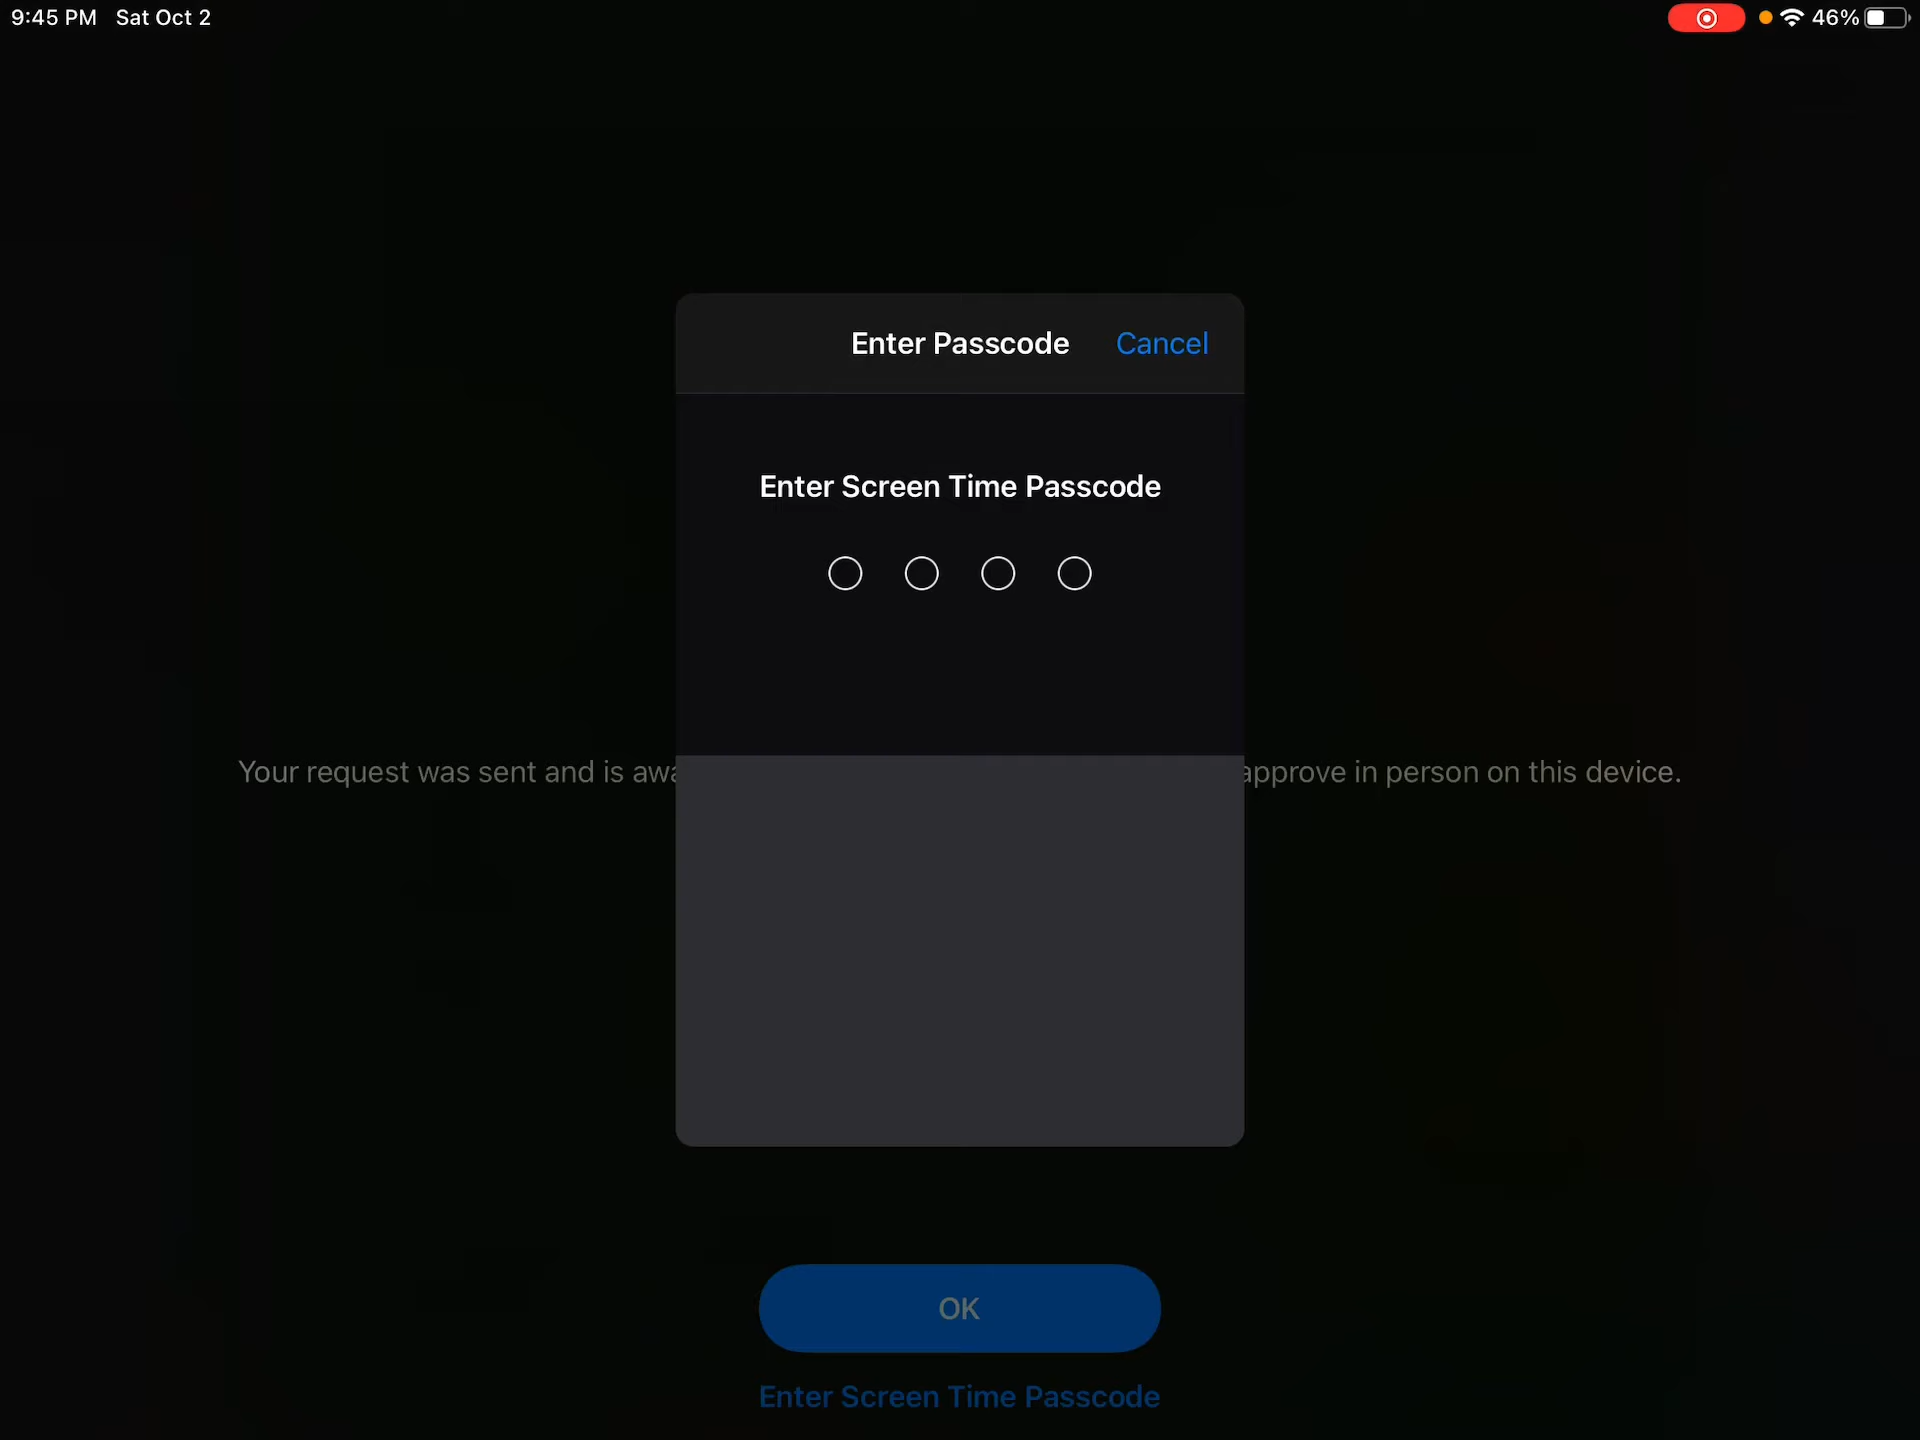 9:45 PM Sat Oct 2 46%
Enter Passcode Cancel
Enter Screen Time Passcode
Your request was sent and is approve in person on this device.
OK
Enter Screen Time Passcode